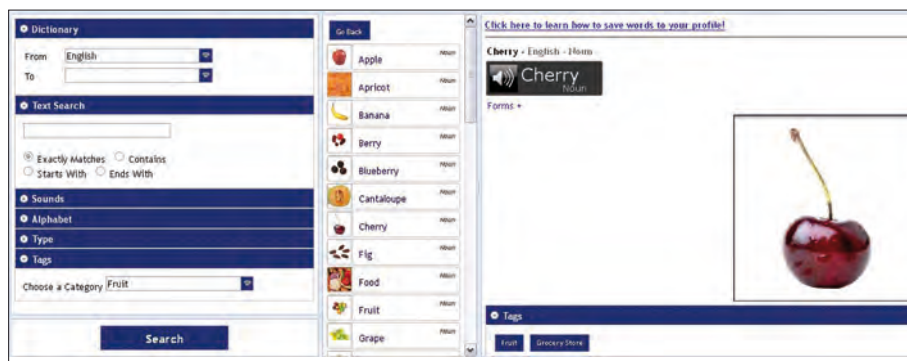 Dictionary
From English
To
Text Search
Exactly Matches Contains
Starts With Ends With
Sounds
Alphabet
Type
Tags
Choose a Category Fruit
Search
Go Back
Apple Noun
Apricot Noun
Banana Noun
Berry Noun
Blueberry Noun
Cantaloupe Noun
Cherry Noun
Fig Noun
Food Noun
Fruit Noun
Grape Noun
Click here to learn how to save words to your profile!
Cherry - English - Noun
Cherry
Noun
Forms +
Tags
Fruit Grocery Store